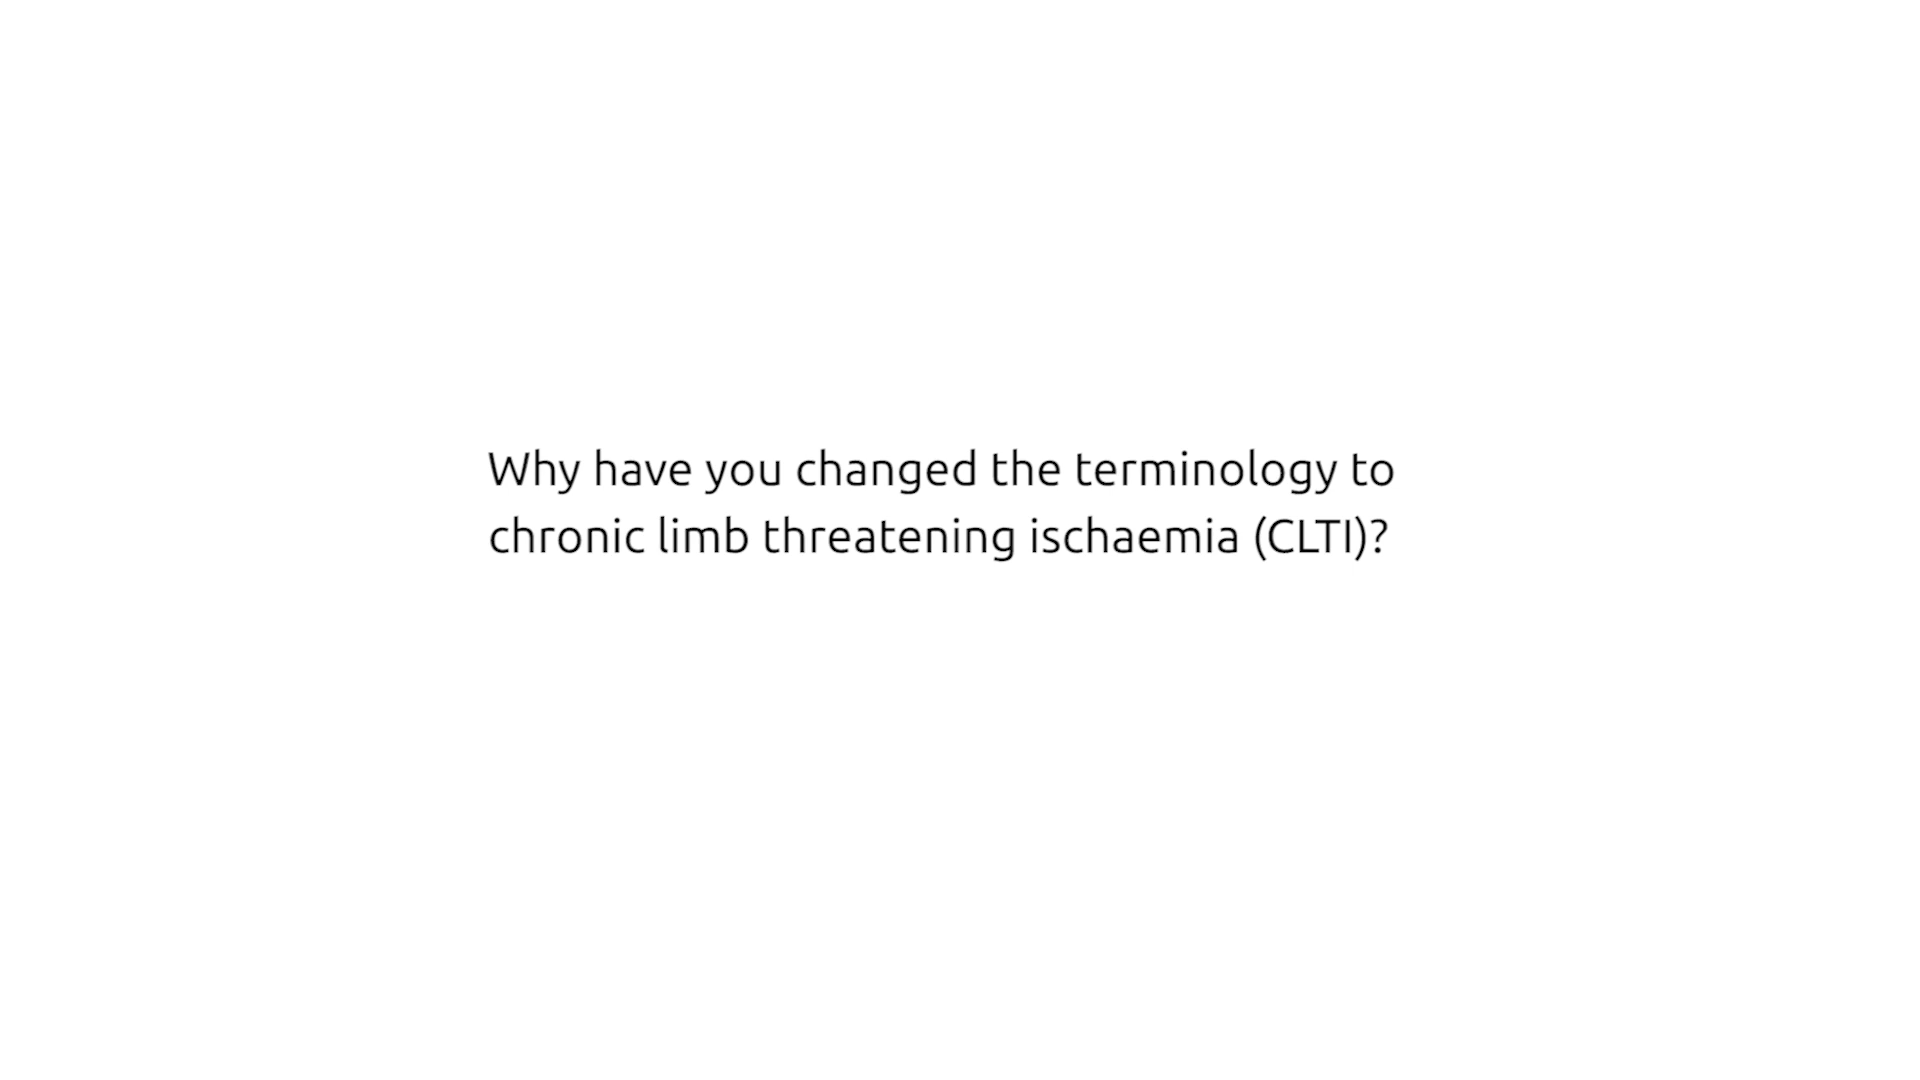 Why have you changed the terminology to
chronic limb threatening ischaemia (CLTI)?